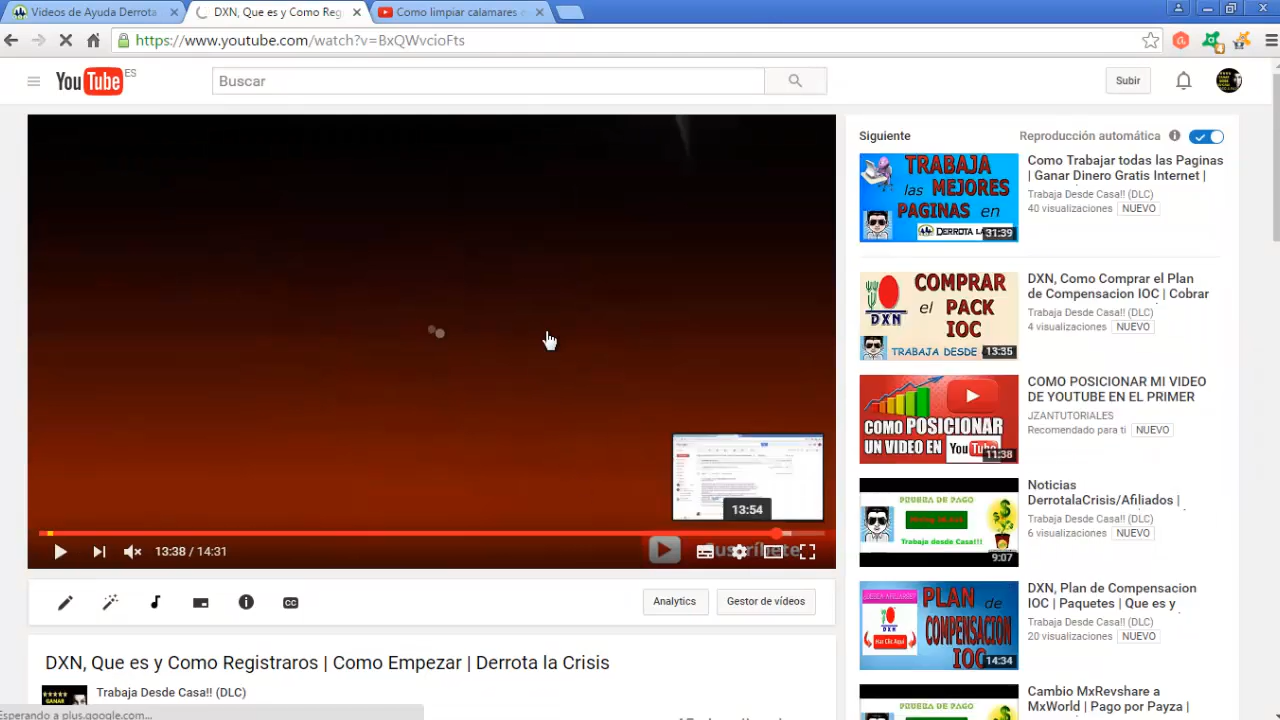 Videos de Ayuda Derrota
DXN, Que es y Como Reg
Como limpiar calamares
https://www.youtube.com/watch?v=BxQWvcioFts
YouTube ES
Buscar
Subir
13:54
Suscríbete
13:38 / 14:31
Analytics
Gestor de vídeos
DXN, Que es y Como Registraros | Como Empezar | Derrota la Crisis
Trabaja Desde Casa!! (DLC)
Esperando a plus.google.com...
Siguiente
Reproducción automática
TRABAJA
las MEJORES
PAGINAS en
DERROTA LA
31:39
Como Trabajar todas las Paginas
| Ganar Dinero Gratis Internet |
Trabaja Desde Casa!! (DLC)
40 visualizaciones NUEVO
COMPRAR
el PACK
IOC
DXN
TRABAJA DESDE
13:35
DXN, Como Comprar el Plan
de Compensacion IOC | Cobrar
Trabaja Desde Casa!! (DLC)
4 visualizaciones NUEVO
COMO POSICIONAR
UN VIDEO EN YouTube
11:38
COMO POSICIONAR MI VIDEO
DE YOUTUBE EN EL PRIMER
JZANTUTORIALES
Recomendado para ti NUEVO
PRUEBA DE PAGO
Trabaja desde Casa!!
9:07
Noticias
DerrotalaCrisis/Afiliados |
Trabaja Desde Casa!! (DLC)
6 visualizaciones NUEVO
PLAN de
COMPENSACION
IOC
DXN
Haz Clic Aquí
14:34
DXN, Plan de Compensacion
IOC | Paquetes | Que es y
Trabaja Desde Casa!! (DLC)
20 visualizaciones NUEVO
PRUEBA DE PAGO
Cambio MxRevshare a
MxWorld | Pago por Payza |